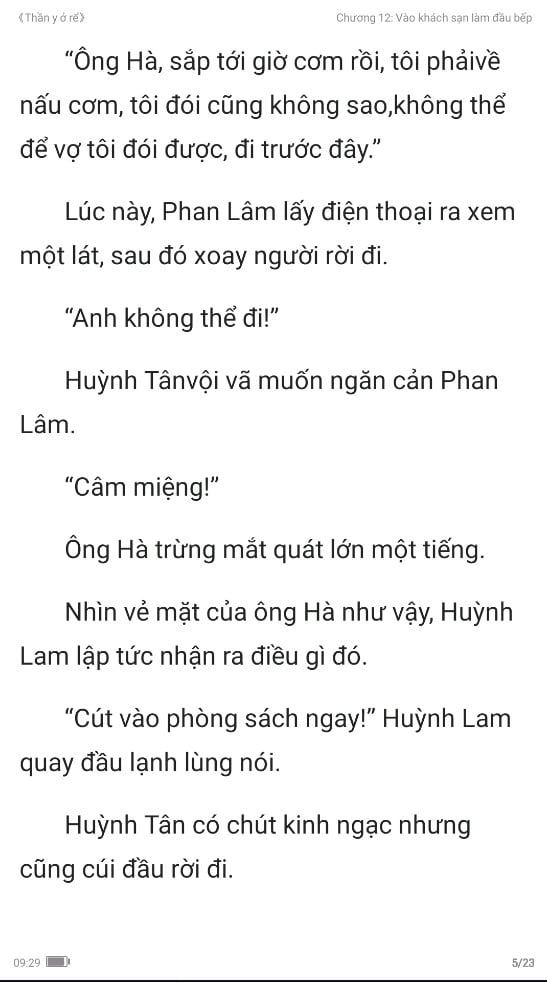 《Thần y ở rể》
Chương 12: Vào khách sạn làm đầu bếp
“Ông Hà, sắp tới giờ cơm rồi, tôi phảivề
nấu cơm, tôi đói cũng không sao,không thể
để vợ tôi đói được, đi trước đây.”
Lúc này, Phan Lâm lấy điện thoại ra xem
một lát, sau đó xoay người rời đi.
“Anh không thể đi!”
Huỳnh Tânvội vã muốn ngăn cản Phan
Lâm.
“Câm miệng!”
Ông Hà trừng mắt quát lớn một tiếng.
Nhìn vẻ mặt của ông Hà như vậy, Huỳnh
Lam lập tức nhận ra điều gì đó.
“Cút vào phòng sách ngay!” Huỳnh Lam
quay đầu lạnh lùng nói.
Huỳnh Tân có chút kinh ngạc nhưng
cũng cúi đầu rời đi.
09:29
5/23